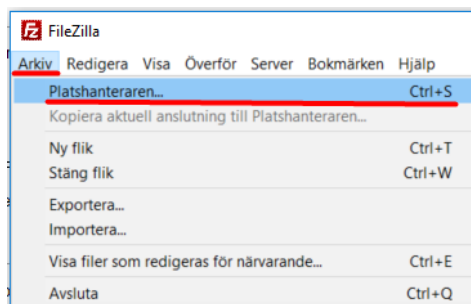 FileZilla
Arkiv Redigera Visa Överför Server Bokmärken Hjälp
Platshanteraren... Ctrl+S
Kopiera aktuell anslutning till Platshanteraren...
Ny flik Ctrl+T
Stäng flik Ctrl+W
Exportera...
Importera...
Visa filer som redigeras för närvarande... Ctrl+E
Avsluta Ctrl+Q